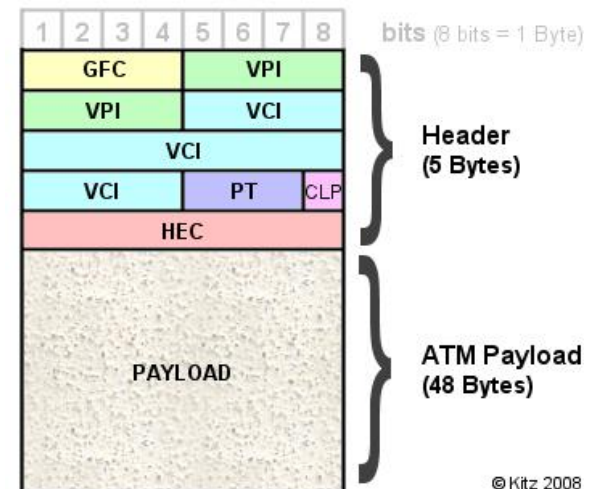 1 2 3 4 5 6 7 8 bits (8 bits = 1 Byte)
GFC VPI
VPI VCI
VCI
VCI PT CLP
HEC
Header
(5 Bytes)
PAYLOAD
ATM Payload
(48 Bytes)
© Kitz 2008